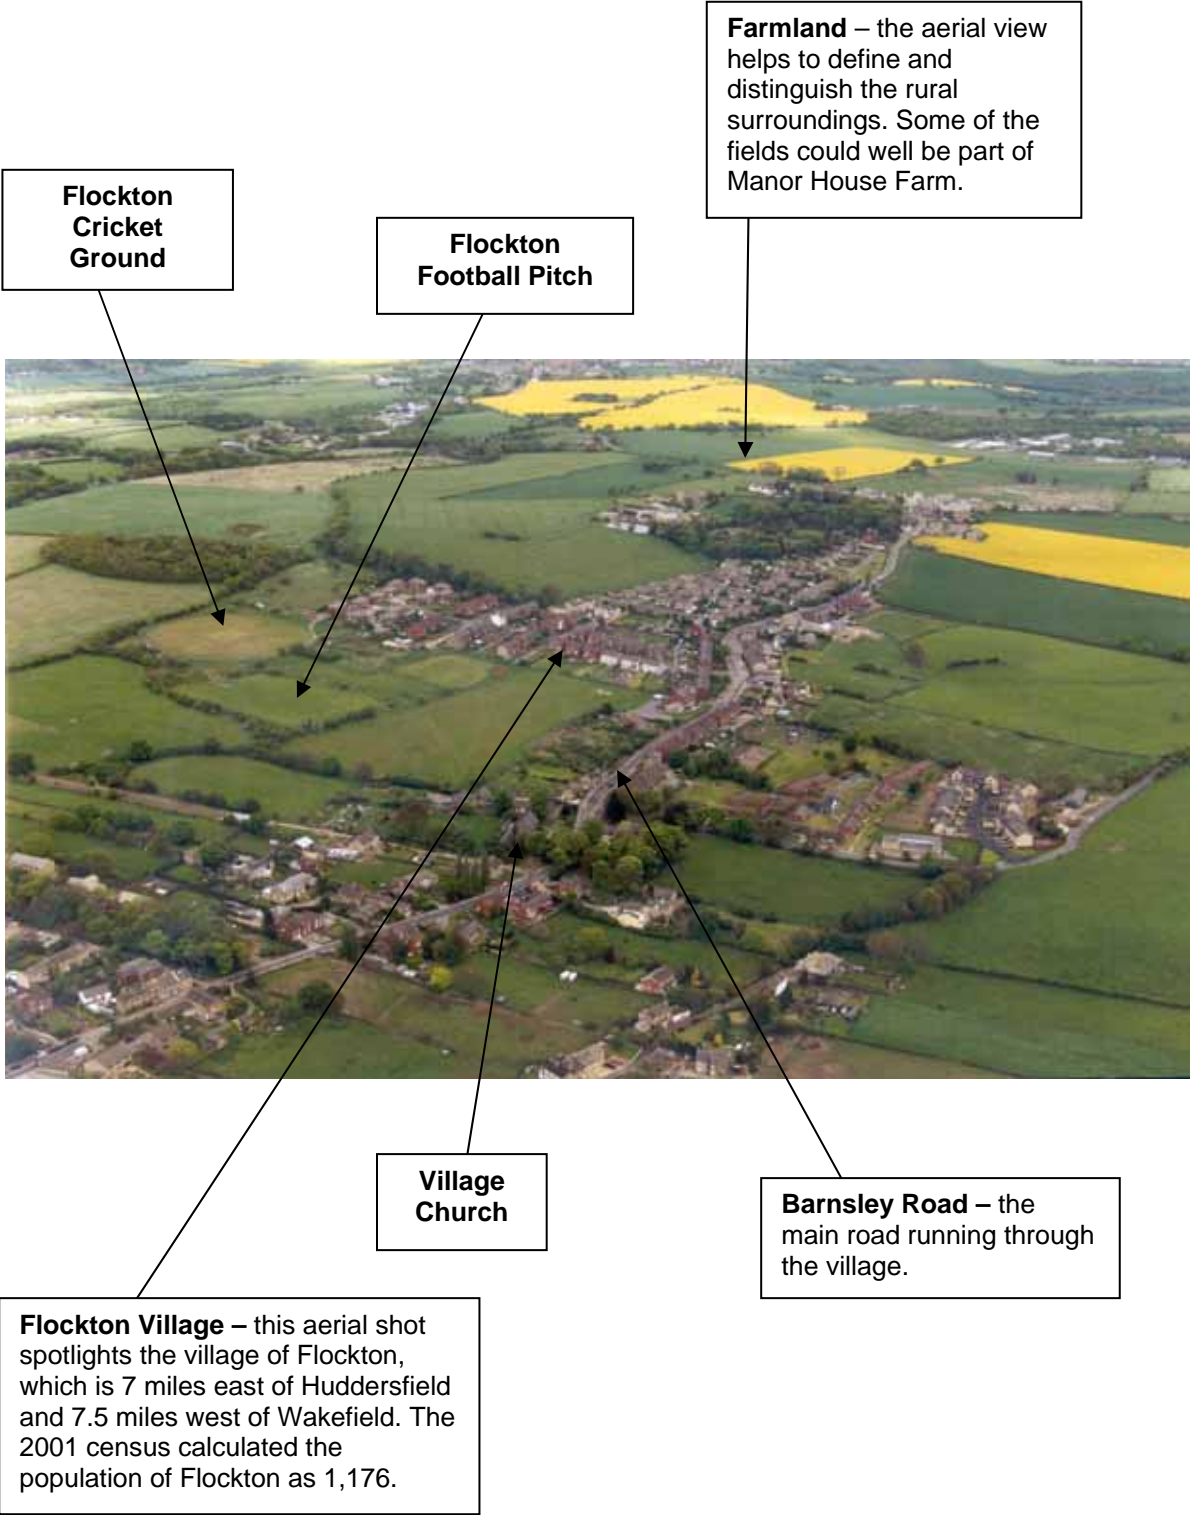 Farmland – the aerial view
helps to define and
distinguish the rural
surroundings. Some of the
fields could well be part of
Manor House Farm.
Flockton
Cricket
Ground
Flockton
Football Pitch
Village
Church
Barnsley Road – the
main road running through
the village.
Flockton Village – this aerial shot
spotlights the village of Flockton,
which is 7 miles east of Huddersfield
and 7.5 miles west of Wakefield. The
2001 census calculated the
population of Flockton as 1,176.